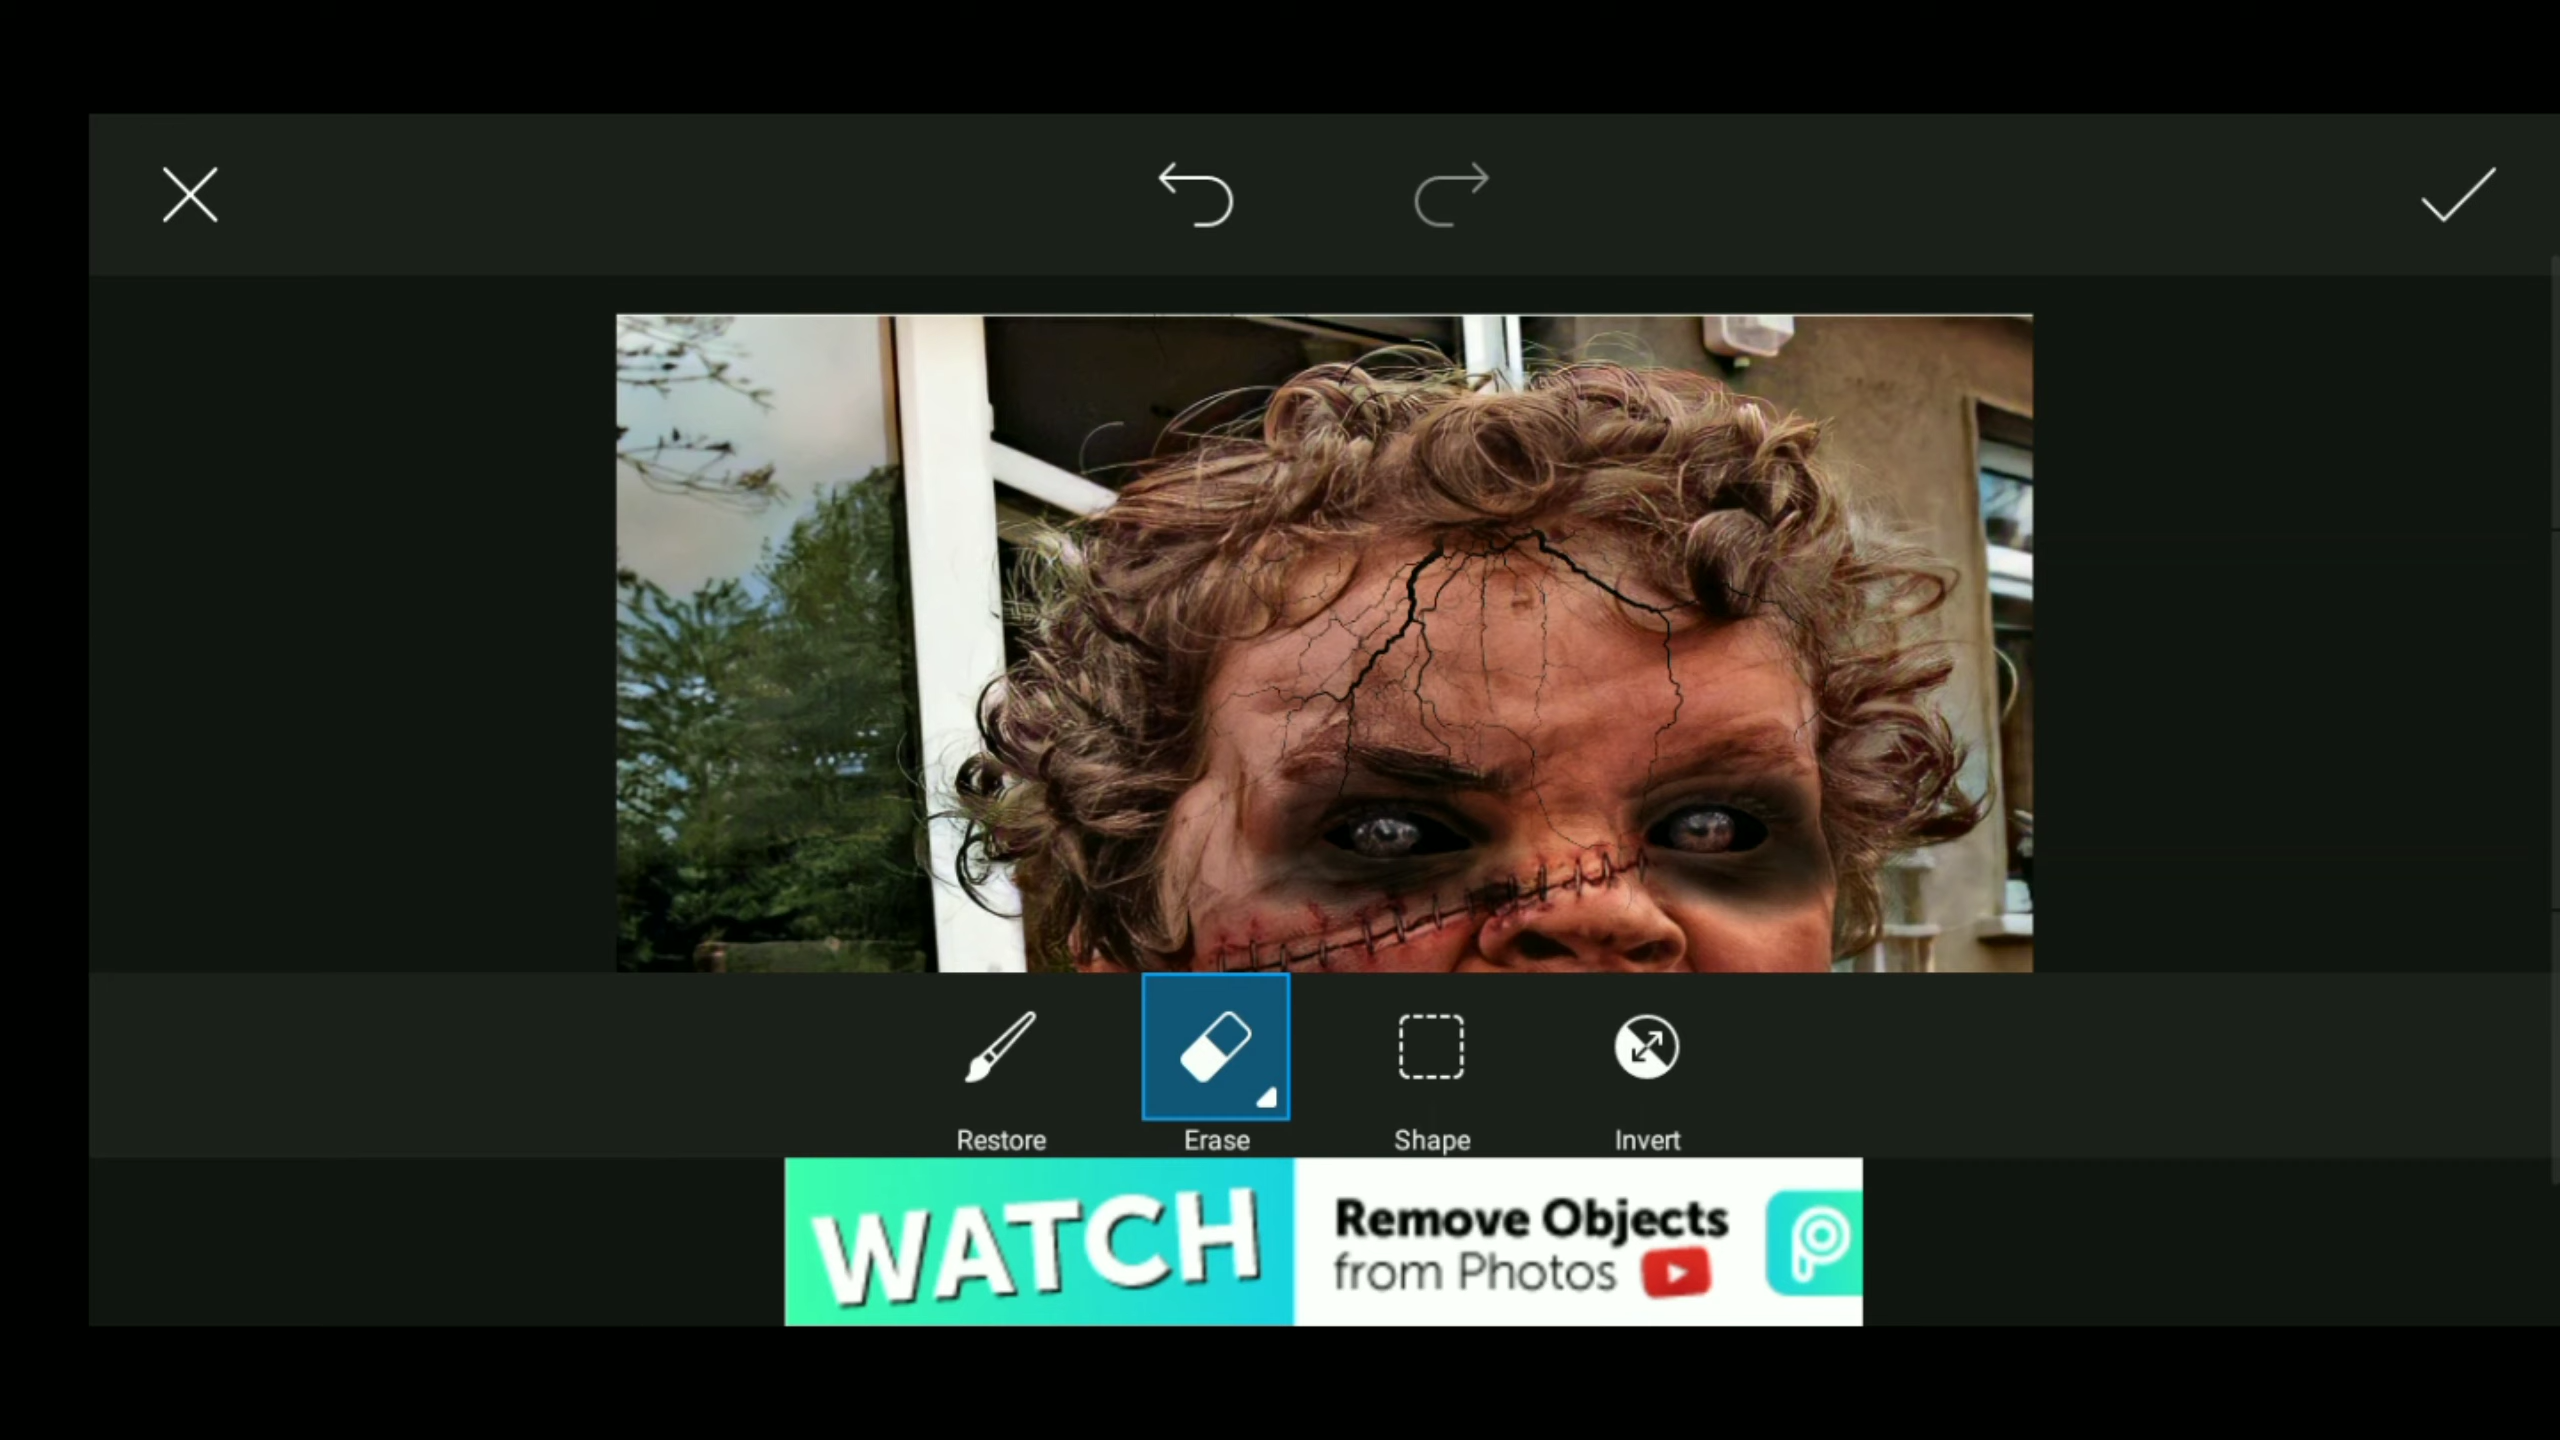 Restore
Erase
Shape
Invert
WATCH
Remove Objects
from Photos